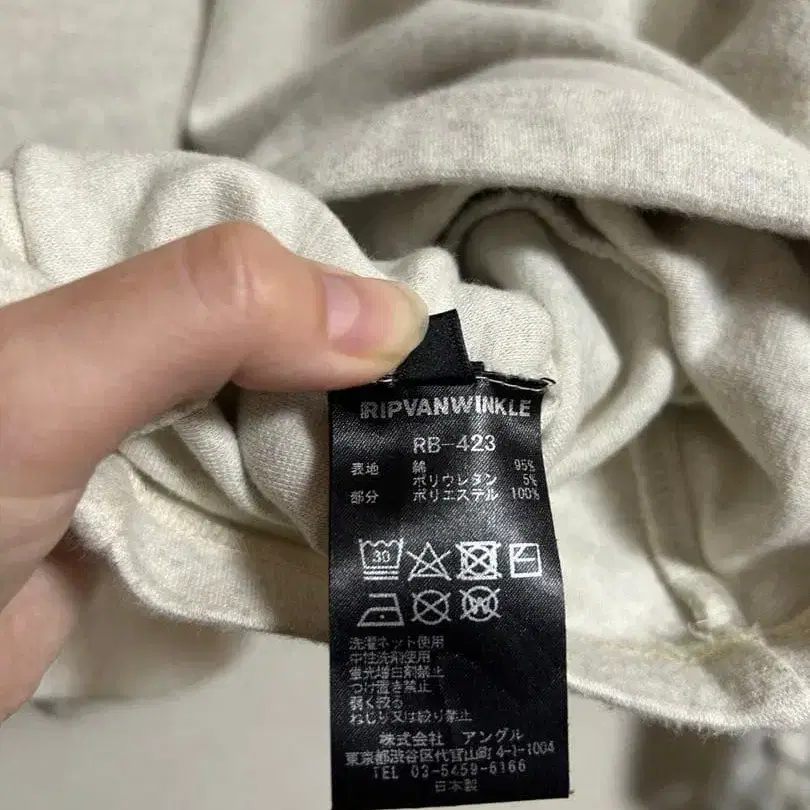 RIPVANWINKLE
RB-423
表地 綿 95%
ポリウレタン 5%
部分 ポリエステル 100%
30
W
洗濯ネット使用
中性洗剤使用
蛍光増白剤禁止
つけ置き禁止
弱く絞る
ねじり又は絞り禁止
株式会社 アングル
東京都渋谷区代官山町4-1-1004
TEL 03-5459-6166
日本製